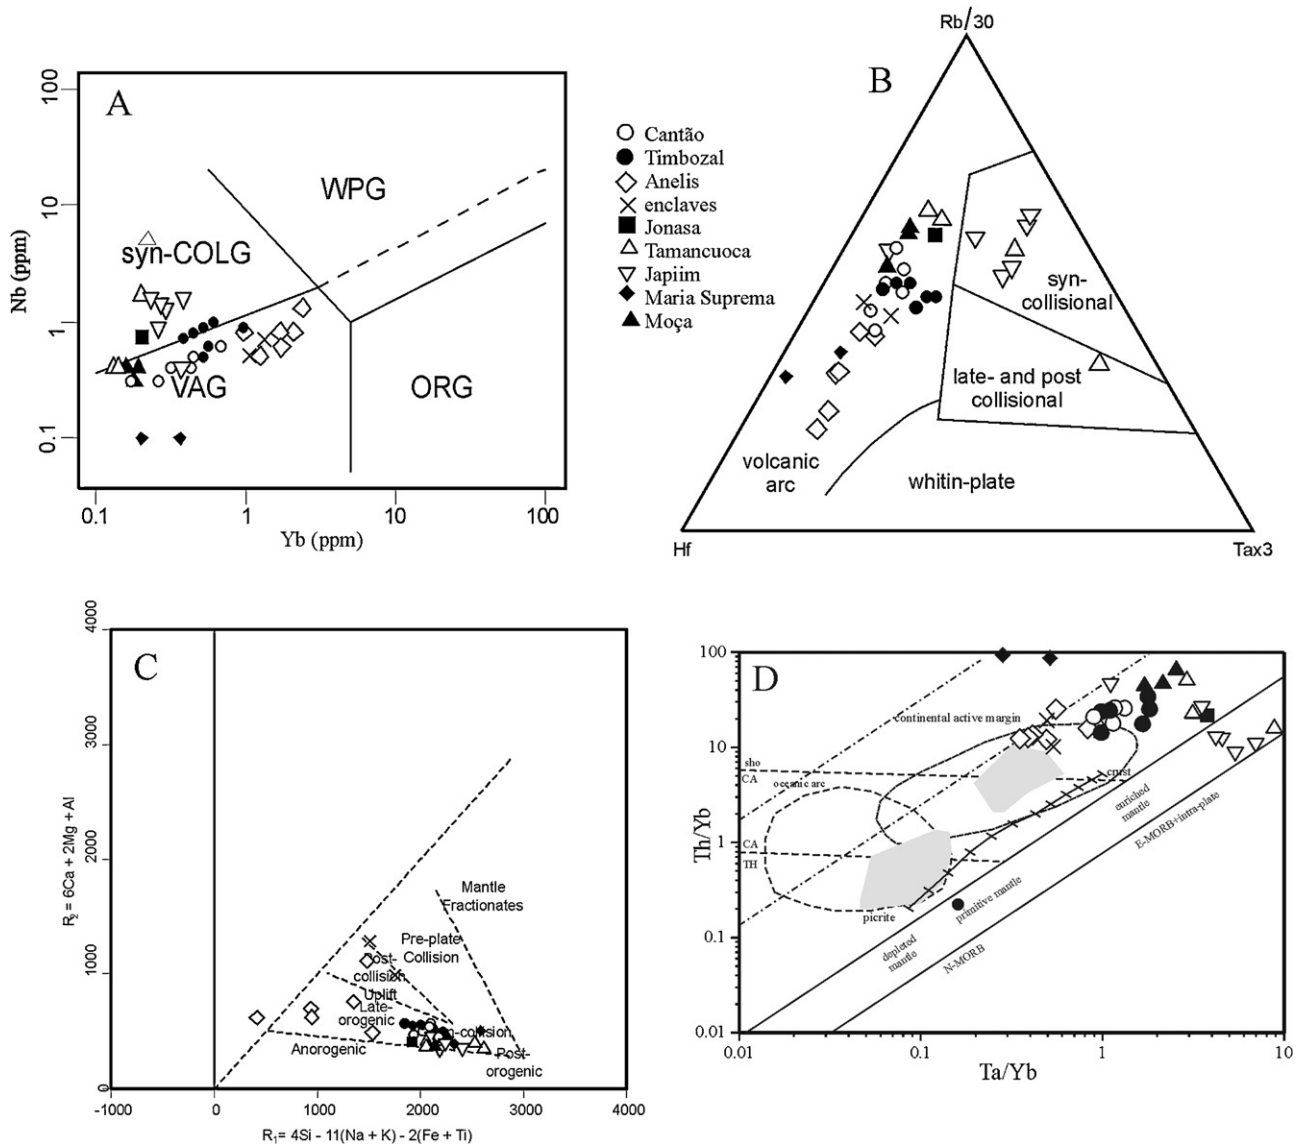 A
100
10
1
0.1
Nb (ppm)
WPG
syn-COLG
VAG
ORG
0.1
1
10
100
Yb (ppm)
Cantão
Timbozal
Anelis
enclaves
Jonasa
Tamancuoca
Japiim
Maria Suprema
Moça
B
Rb/30
syn-
collisional
late- and post
collisional
volcanic
arc
whitin-plate
Hf
Tax3
C
4000
3000
2000
1000
0
R2= 6Ca + 2Mg + Al
Mantle
Fractionates
Pre-plate
Collision
Post-
collision
Uplift
Late-
orogenic
n-collision
Anorogenic
Post-
orogenic
-1000
0
1000
2000
3000
4000
R1= 4Si - 11(Na + K) - 2(Fe + Ti)
D
100
10
1
0.1
0.01
Th/Yb
continental active margin
sho
CA
oceanic arc
crust
enriched
mantle
E-MORB+intra-plate
CA
TH
picrite
primitive mantle
depleted
mantle
N-MORB
0.01
0.1
1
10
Ta/Yb